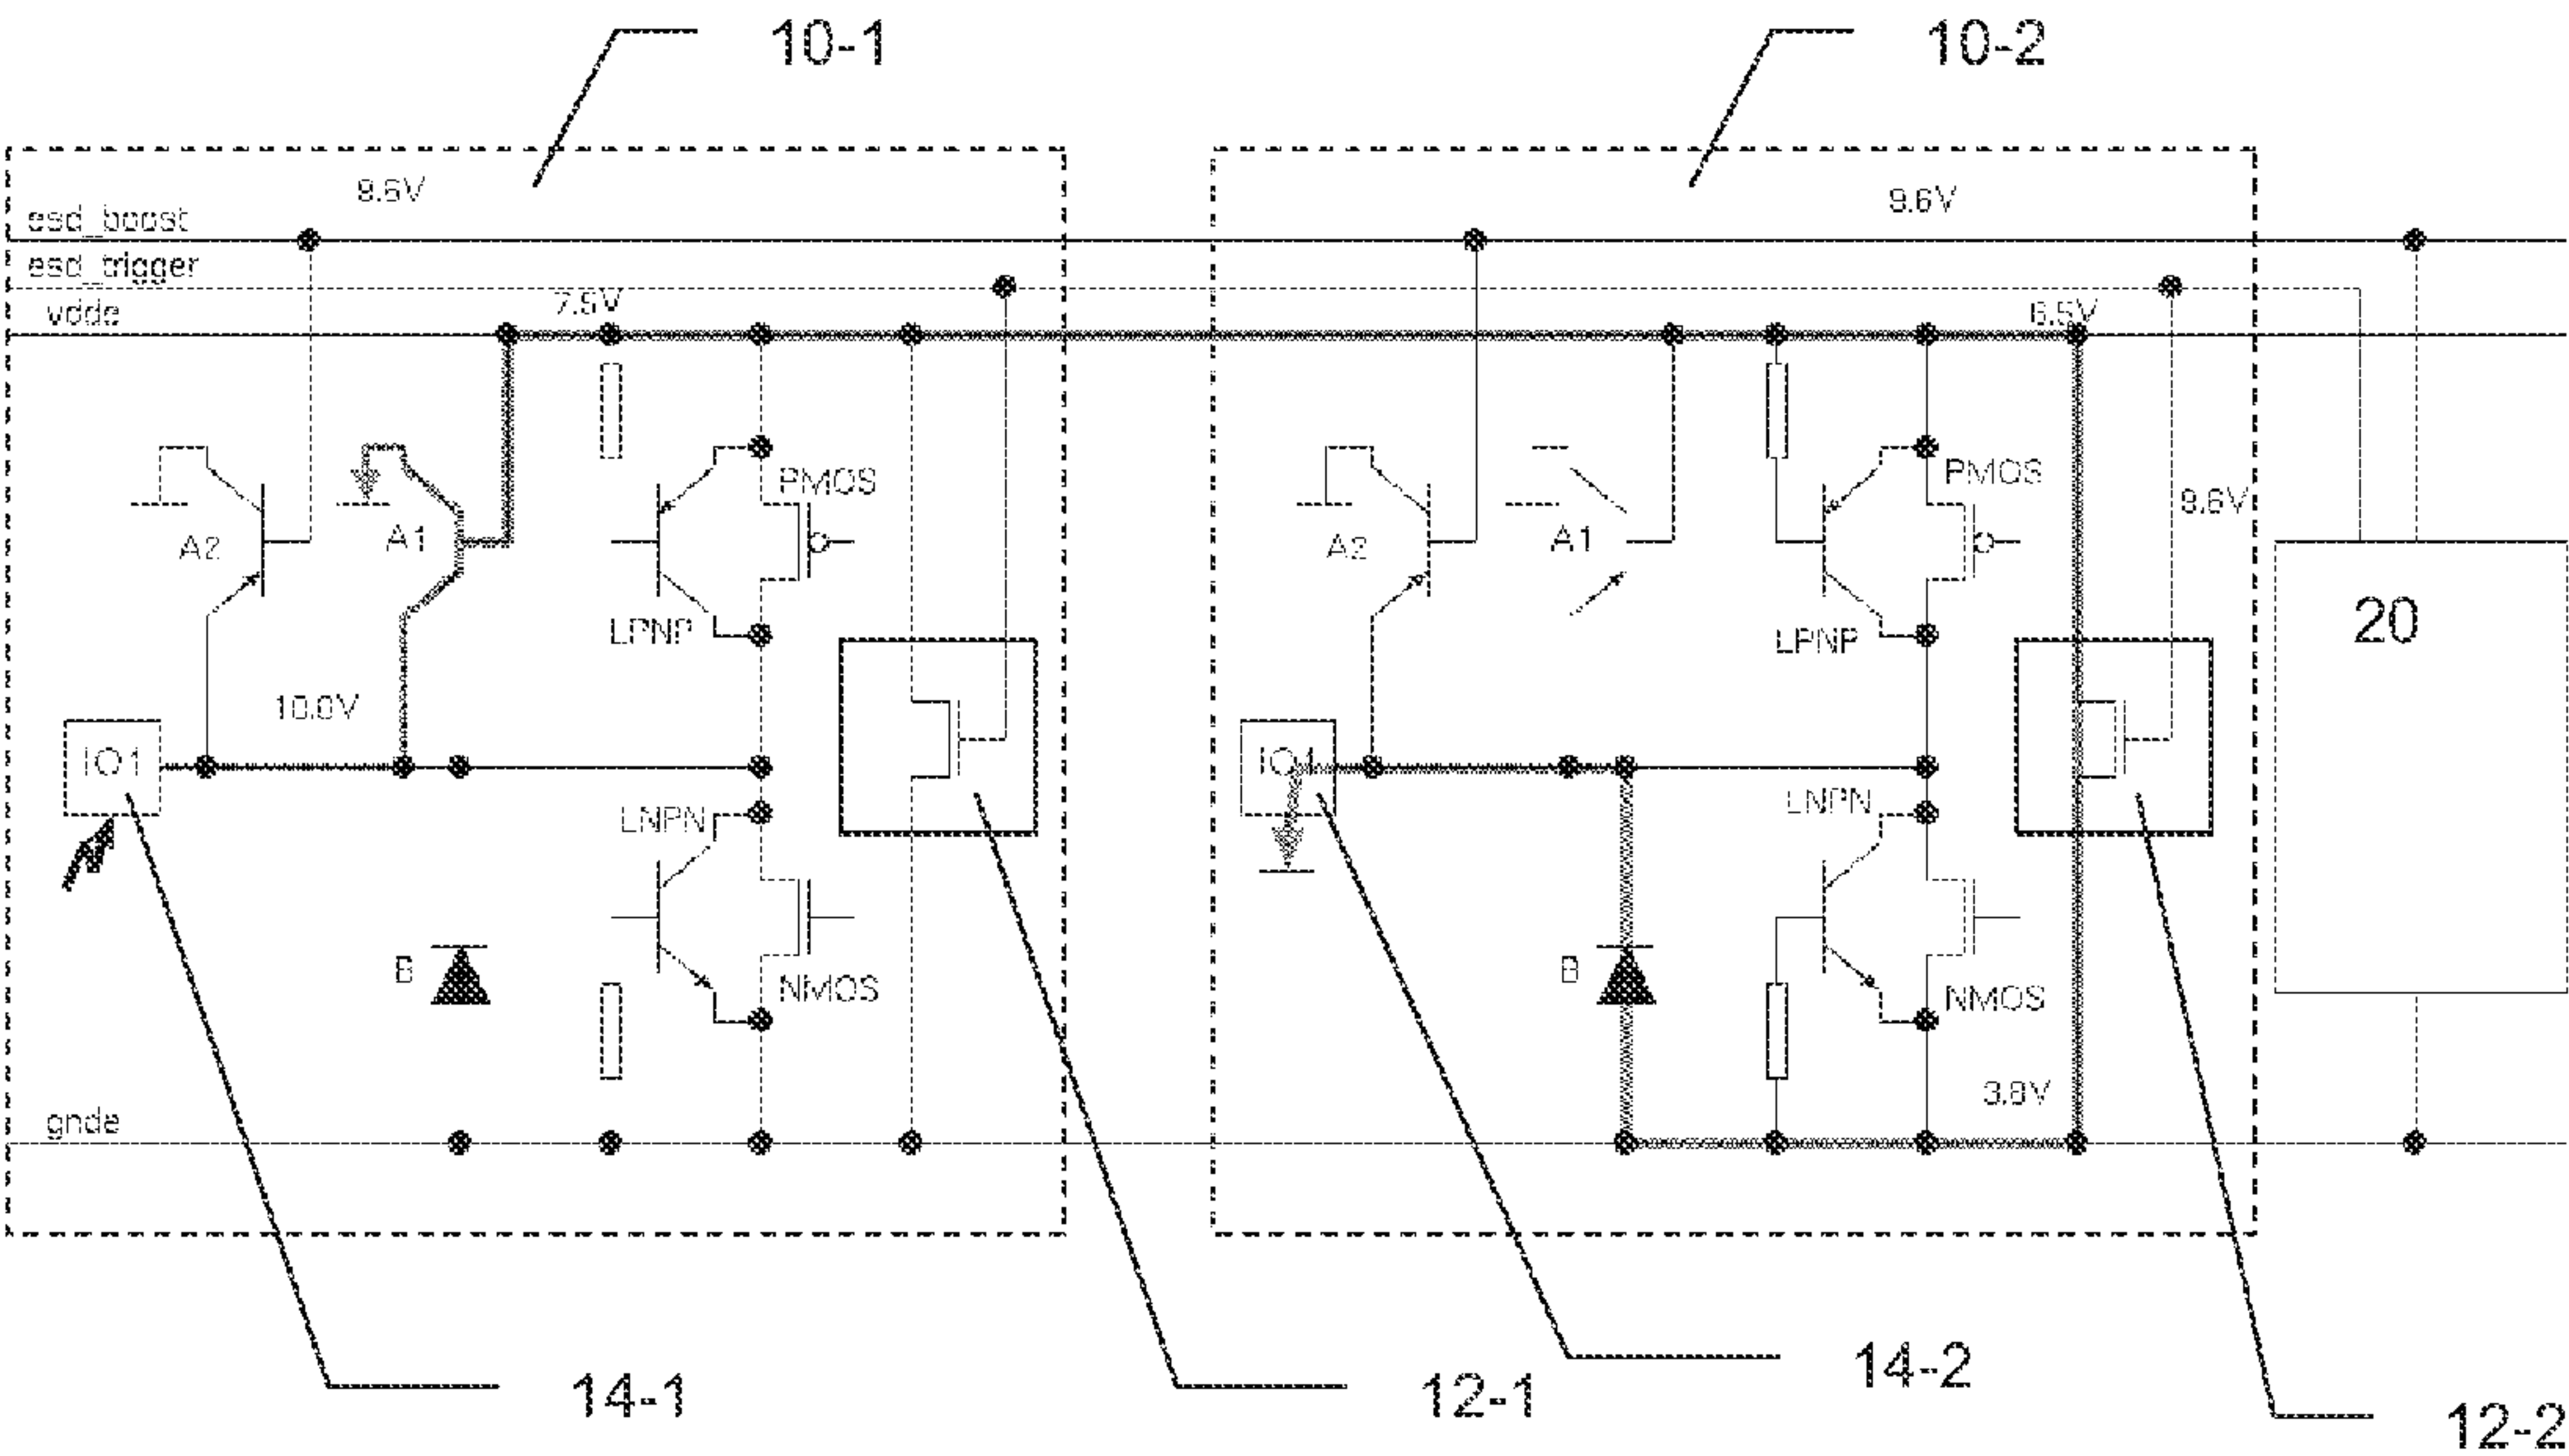 10-1
10-2
9.6V
9.6V
esd_boost
esd_trigger
7.5V
6.5V
vdde
PMOS
PMOS
9.6V
A2
A1
A2
A1
20
LPNP
LPNP
10.0V
IO1
IO1
LNPN
LNPN
B
B
NMOS
NMOS
3.8V
gnde
14-1
12-1
14-2
12-2